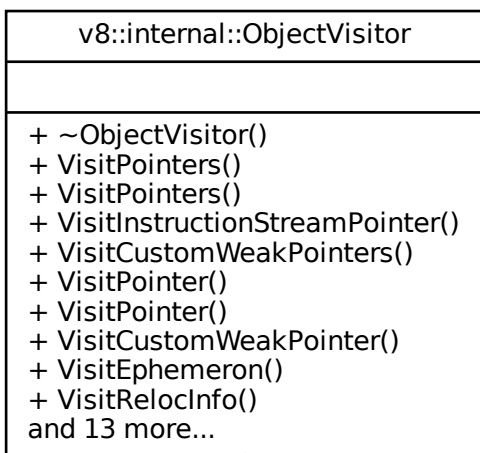 v8::internal::ObjectVisitor
+ ~ObjectVisitor()
+ VisitPointers()
+ VisitPointers()
+ VisitInstructionStreamPointer()
+ VisitCustomWeakPointers()
+ VisitPointer()
+ VisitPointer()
+ VisitCustomWeakPointer()
+ VisitEphemeron()
+ VisitRelocInfo()
and 13 more...